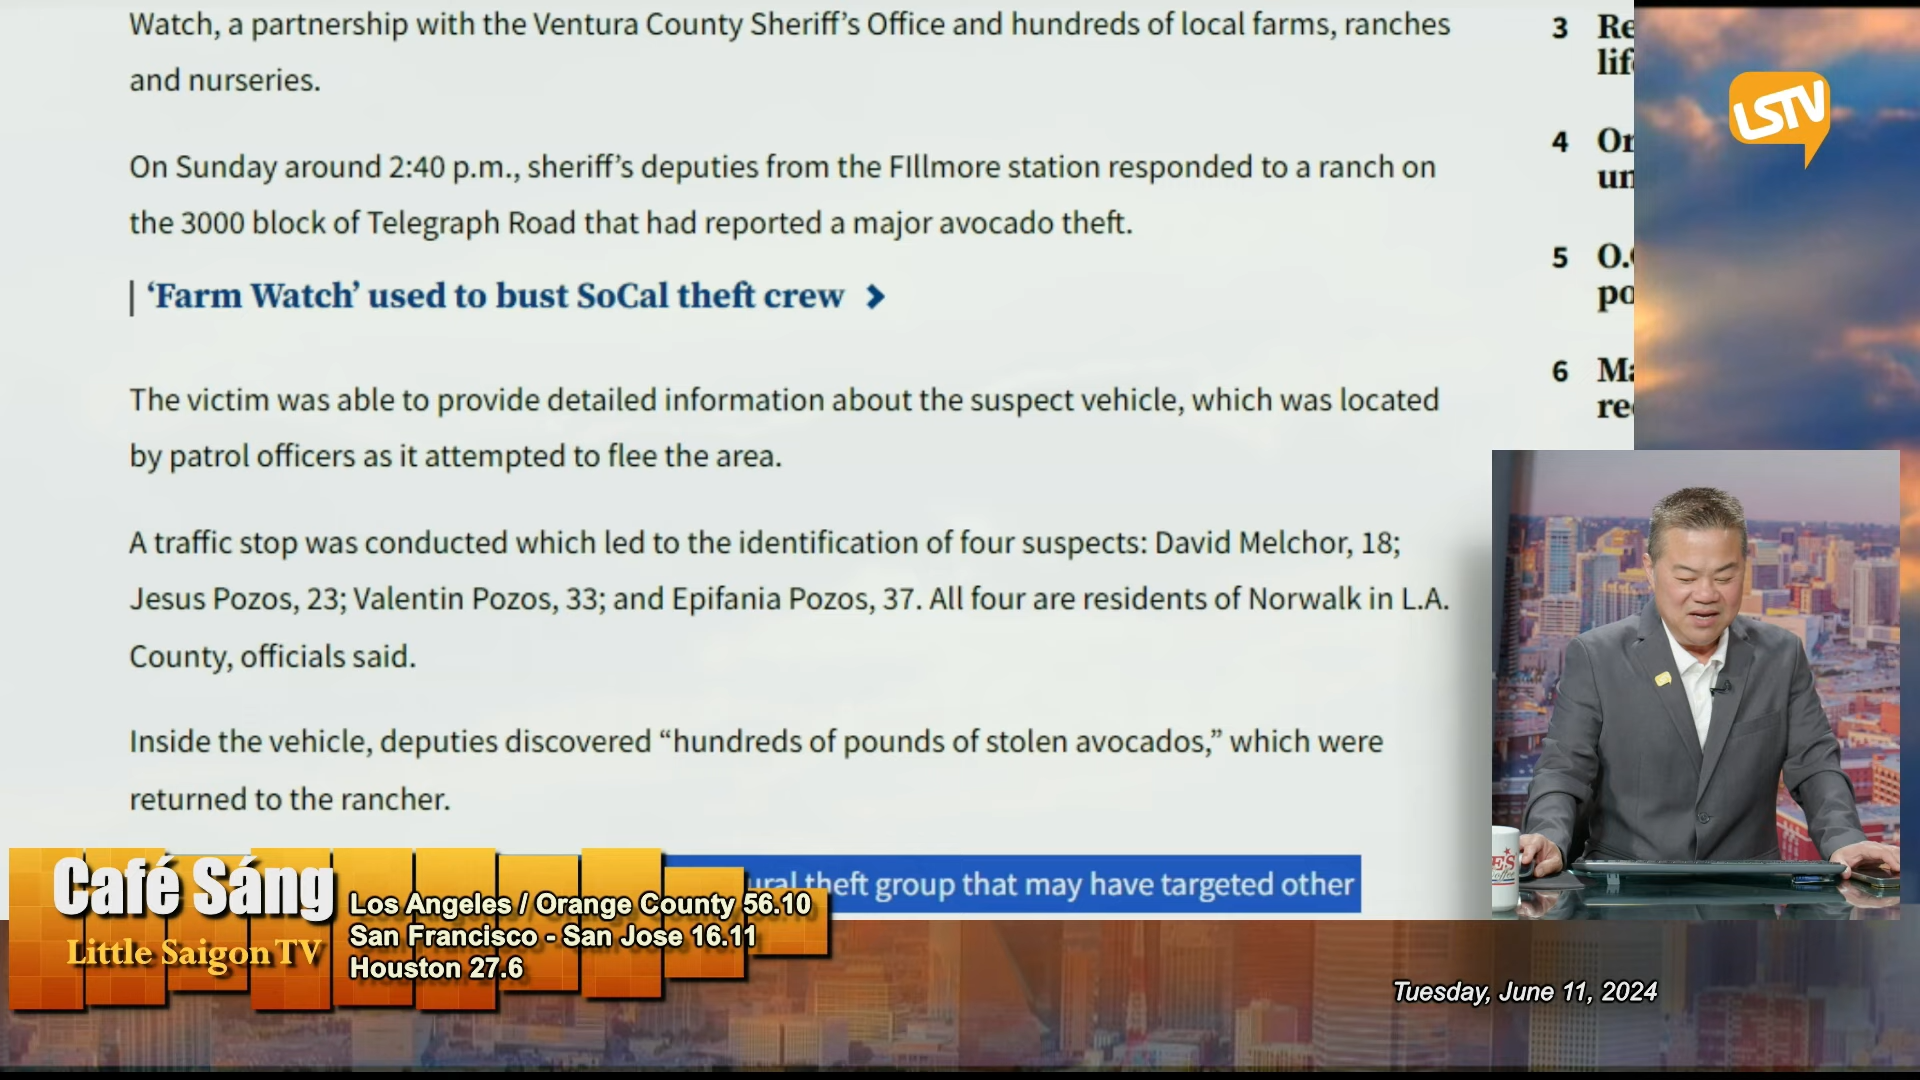 Watch, a partnership with the Ventura County Sheriff’s Office and hundreds of local farms, ranches
and nurseries.
On Sunday around 2:40 p.m., sheriff’s deputies from the FIllmore station responded to a ranch on
the 3000 block of Telegraph Road that had reported a major avocado theft.
‘Farm Watch’ used to bust SoCal theft crew
The victim was able to provide detailed information about the suspect vehicle, which was located
by patrol officers as it attempted to flee the area.
A traffic stop was conducted which led to the identification of four suspects: David Melchor, 18;
Jesus Pozos, 23; Valentin Pozos, 33; and Epifania Pozos, 37. All four are residents of Norwalk in L.A.
County, officials said.
Inside the vehicle, deputies discovered “hundreds of pounds of stolen avocados,” which were
returned to the rancher.
theft group that may have targeted other
3
4
5
6
LSTV
Café Sáng
Little Saigon TV
Los Angeles / Orange County 56.10
San Francisco - San Jose 16.11
Houston 27.6
Tuesday, June 11, 2024